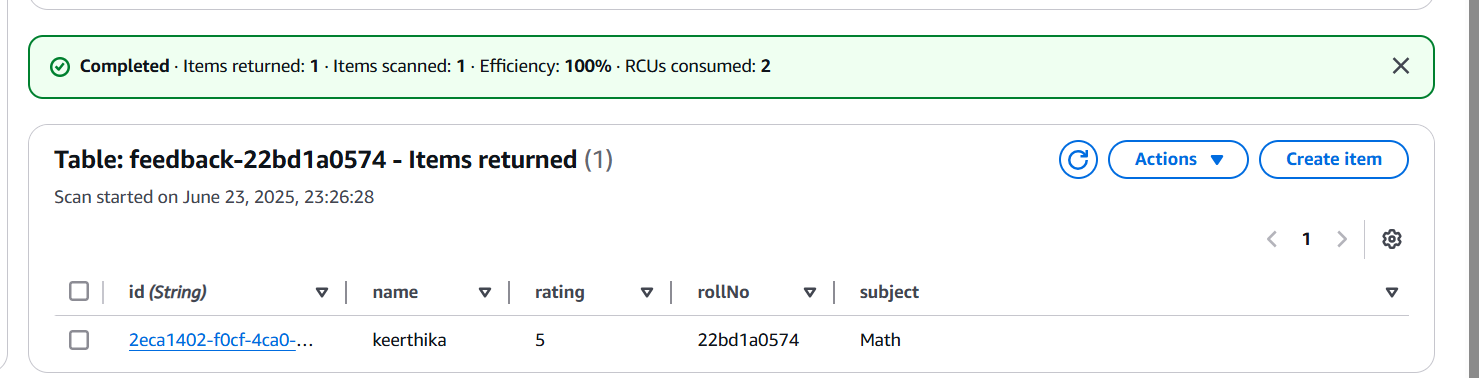 Completed · Items returned: 1 · Items scanned: 1 · Efficiency: 100% · RCUs consumed: 2
Table: feedback-22bd1a0574 - Items returned (1)
Actions
Create item
Scan started on June 23, 2025, 23:26:28
1
id (String) name rating rollNo subject
2eca1402-f0cf-4ca0-... keerthika 5 22bd1a0574 Math